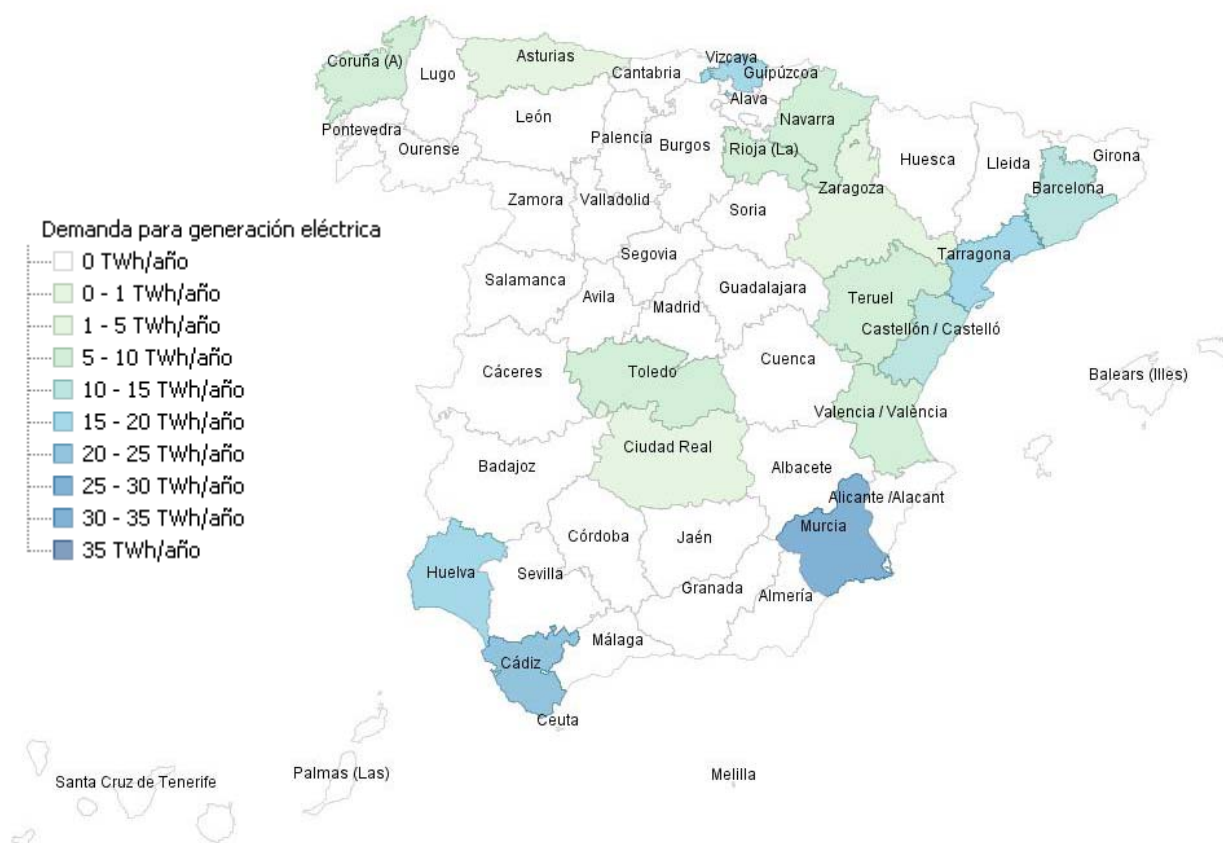 Demanda para generación eléctrica
0 TWh/año
0 - 1 TWh/año
1 - 5 TWh/año
5 - 10 TWh/año
10 - 15 TWh/año
15 - 20 TWh/año
20 - 25 TWh/año
25 - 30 TWh/año
30 - 35 TWh/año
35 TWh/año
Coruña (A)
Lugo
Asturias
Cantabria
Vizcaya
Guipúzcoa
Alava
Navarra
Pontevedra
Ourense
León
Palencia
Burgos
Rioja (La)
Huesca
Lleida
Girona
Barcelona
Zamora
Valladolid
Soria
Zaragoza
Tarragona
Salamanca
Segovia
Avila
Madrid
Guadalajara
Teruel
Castellón / Castelló
Cáceres
Toledo
Cuenca
Valencia / València
Balears (Illes)
Badajoz
Ciudad Real
Albacete
Alicante /Alacant
Murcia
Huelva
Sevilla
Córdoba
Jaén
Granada
Almería
Cádiz
Málaga
Ceuta
Santa Cruz de Tenerife
Palmas (Las)
Melilla